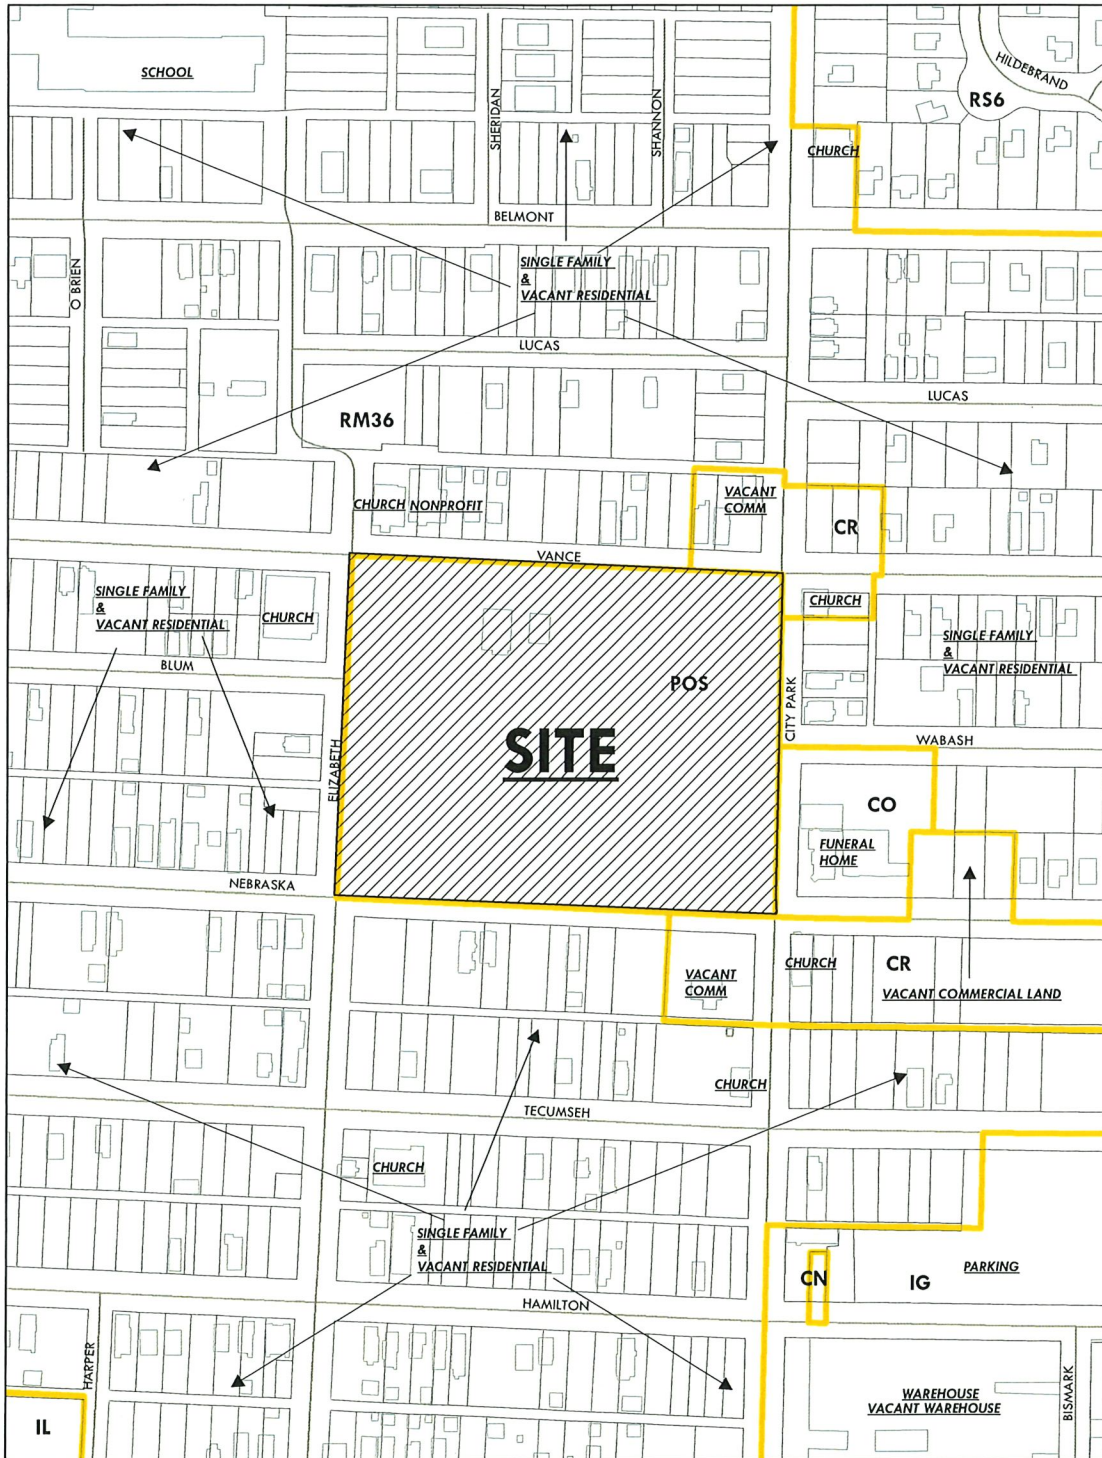 SCHOOL
SHERIDAN
SHANNON
HILDEBRAND
RS6
CHURCH
BELMONT
O BRIEN
SINGLE FAMILY
&
VACANT RESIDENTIAL
LUCAS
LUCAS
RM36
CHURCH
NONPROFIT
VACANT
COMM
CR
VANCE
SINGLE FAMILY
&
VACANT RESIDENTIAL
CHURCH
CHURCH
SINGLE FAMILY
&
VACANT RESIDENTIAL
BLUM
POS
CITY PARK
SITE
WABASH
ELIZABETH
CO
FUNERAL
HOME
NEBRASKA
VACANT
COMM
CHURCH
CR
VACANT COMMERCIAL LAND
CHURCH
TECUMSEH
CHURCH
SINGLE FAMILY
&
VACANT RESIDENTIAL
CN
IG
PARKING
HAMILTON
HARPER
BISMARK
WAREHOUSE
VACANT WAREHOUSE
IL